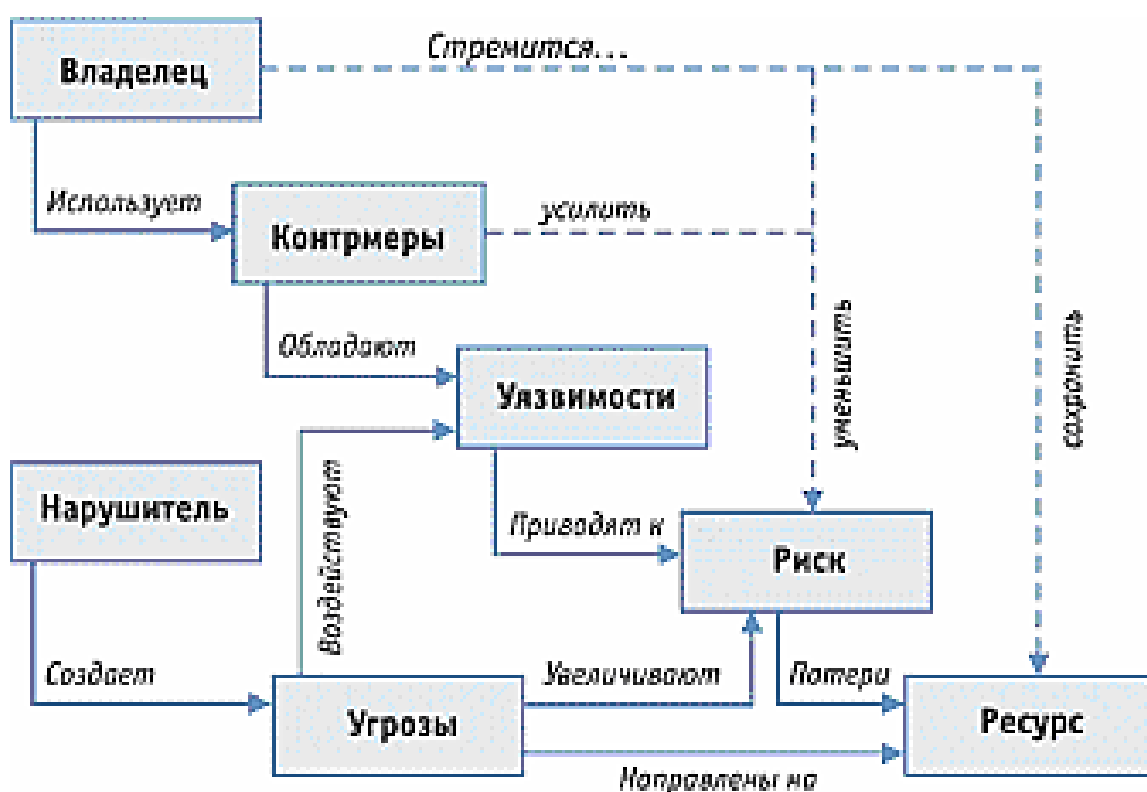 Владелец
Стремится...
Использует
Контрмеры
усилить
Обладают
Уязвимости
уменьшить
сохранить
Нарушитель
Воздействуют
Приводят к
Риск
Создает
Угрозы
Увеличивают
Потери
Ресурс
Направлены на